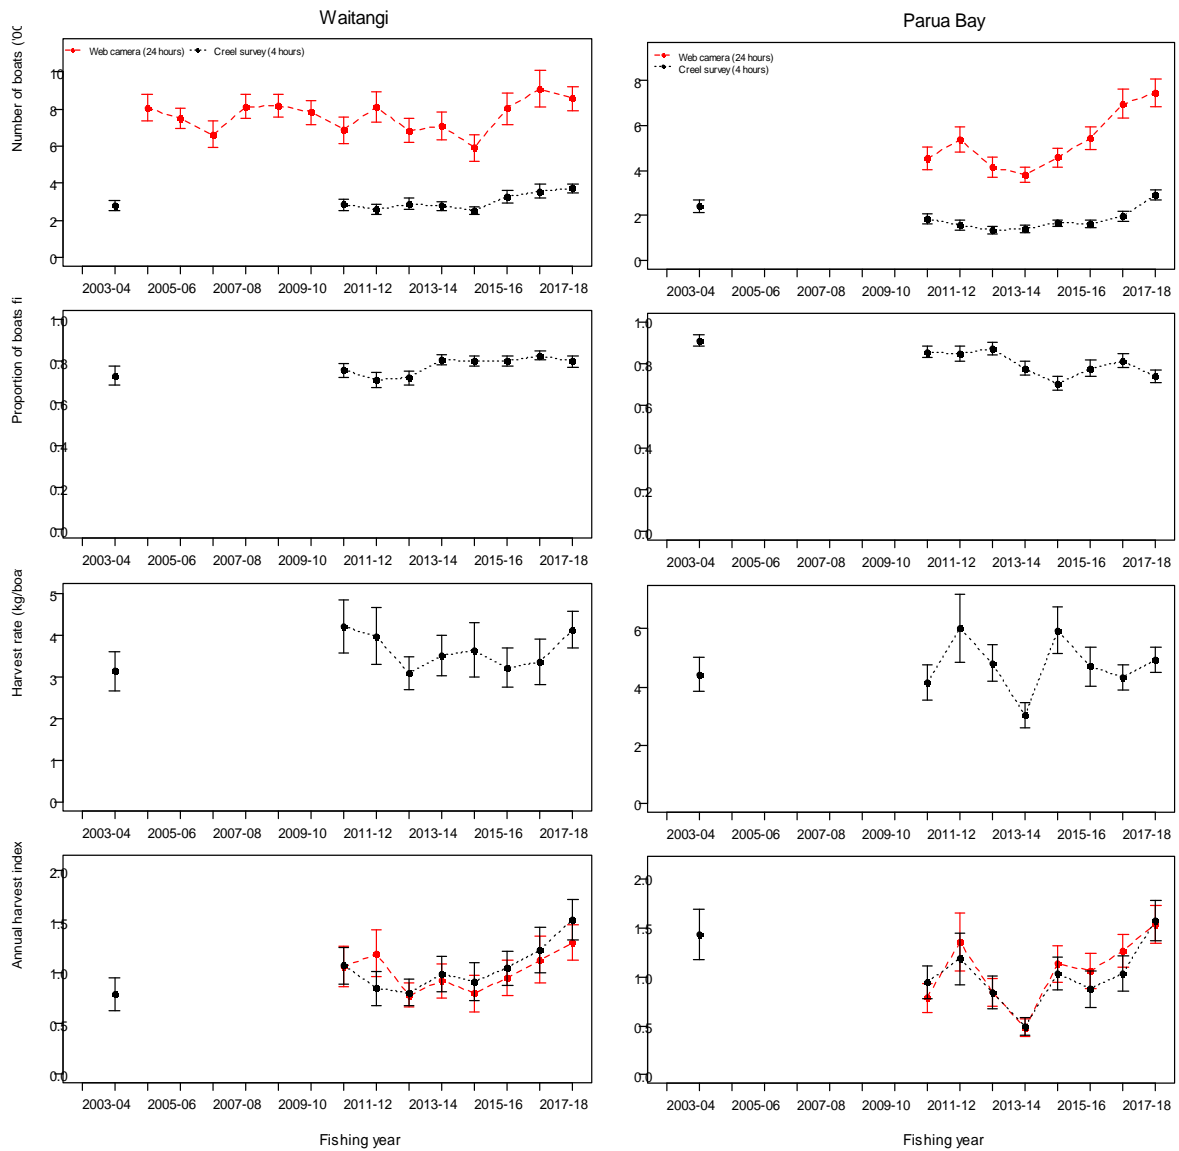 Waitangi
Parua Bay
Number of boats ('00
Web camera (24 hours)
Creel survey (4 hours)
10
8
6
4
2
0
2003-04 2005-06 2007-08 2009-10 2011-12 2013-14 2015-16 2017-18
Web camera (24 hours)
Creel survey (4 hours)
8
6
4
2
0
2003-04 2005-06 2007-08 2009-10 2011-12 2013-14 2015-16 2017-18
Proportion of boats fi
1.0
0.8
0.6
0.4
0.2
0.0
2003-04 2005-06 2007-08 2009-10 2011-12 2013-14 2015-16 2017-18
1.0
0.8
0.6
0.4
0.2
0.0
2003-04 2005-06 2007-08 2009-10 2011-12 2013-14 2015-16 2017-18
Harvest rate (kg/boa
5
4
3
2
1
0
2003-04 2005-06 2007-08 2009-10 2011-12 2013-14 2015-16 2017-18
6
4
2
0
2003-04 2005-06 2007-08 2009-10 2011-12 2013-14 2015-16 2017-18
Annual harvest index
2.0
1.5
1.0
0.5
0.0
2003-04 2005-06 2007-08 2009-10 2011-12 2013-14 2015-16 2017-18
Fishing year
2.0
1.5
1.0
0.5
0.0
2003-04 2005-06 2007-08 2009-10 2011-12 2013-14 2015-16 2017-18
Fishing year